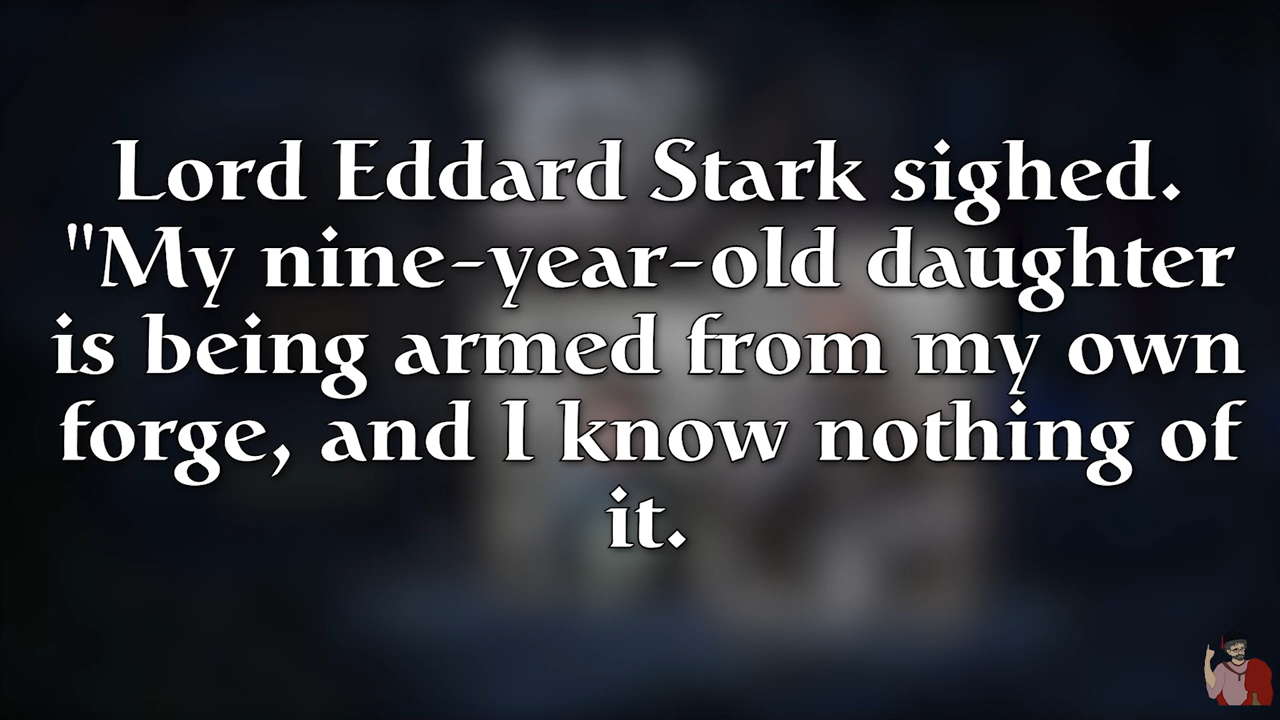 Lord Eddard Stark sighed.
"My nine-year-old daughter
is being armed from my own
forge, and I know nothing of
it.